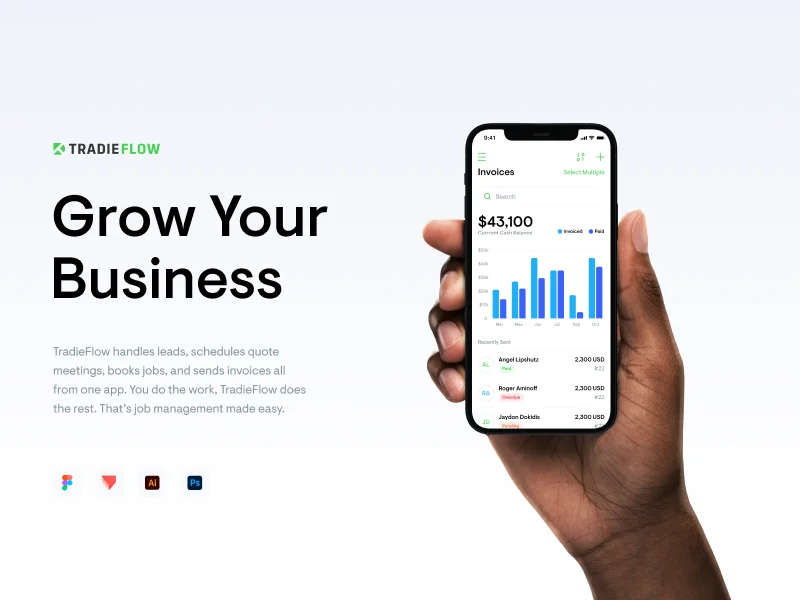 TRADIEFLOW
Grow Your
Business
TradieFlow handles leads, schedules quote
meetings, books jobs, and sends invoices all
from one app. You do the work, TradieFlow does
the rest. That's job management made easy.
Ai
Ps
9:41
Invoices
Select Multiple
Search
$43,100
Current Cash Balance
Invoiced
Paid
$50k
$40k
$30k
$20k
$10k
0
Mar
May
Jun
Jul
Sep
Oct
Recently Sent
AL
Angel Lipshutz
2,300 USD
Paid
#22
RA
Roger Aminoff
2,300 USD
Overdue
#22
JD
Jaydon Dokidis
2,300 USD
Pending
#22